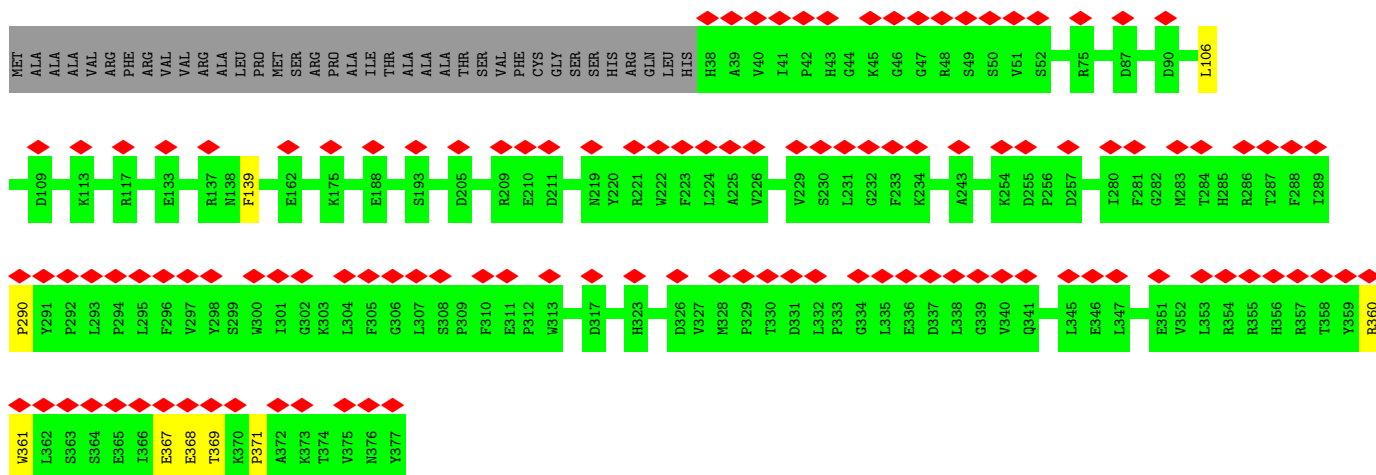 MET ALA ALA ALA VAL ARG PHE ARG VAL VAL ARG ALA LEU PRO MET SER ARG PRO ALA ILE THR ALA ALA ALA THR SER VAL PHE CYS GLY SER SER HIS ARG GLN LEU HIS H38 A39 V40 I41 P42 H43 G44 K45 G46 G47 R48 S49 S50 V51 S52 R75 D87 D90 L106
D109 K113 R117 E133 R137 N138 F139 E162 K175 E188 S193 D205 R209 E210 D211 N219 Y220 R221 W222 F223 L224 A225 V226 V229 S230 L231 G232 F233 K234 A243 K254 D255 P256 D257 I280 F281 G282 M283 T284 H285 R286 T287 F288 I289
P290 Y291 P292 L293 P294 L295 F296 V297 Y298 S299 W300 I301 G302 K303 L304 F305 G306 L307 S308 P309 F310 E311 P312 W313 D317 H323 D326 V327 M328 P329 T330 D331 L332 P333 G334 L335 E336 D337 L338 G339 V340 Q341 L345 E346 L347 E351 V352 L353 R354 R355 H356 R357 T358 Y359 R360
W361 L362 S363 S364 E365 I366 E367 E368 T369 K370 P371 A372 K373 T374 V375 N376 Y377